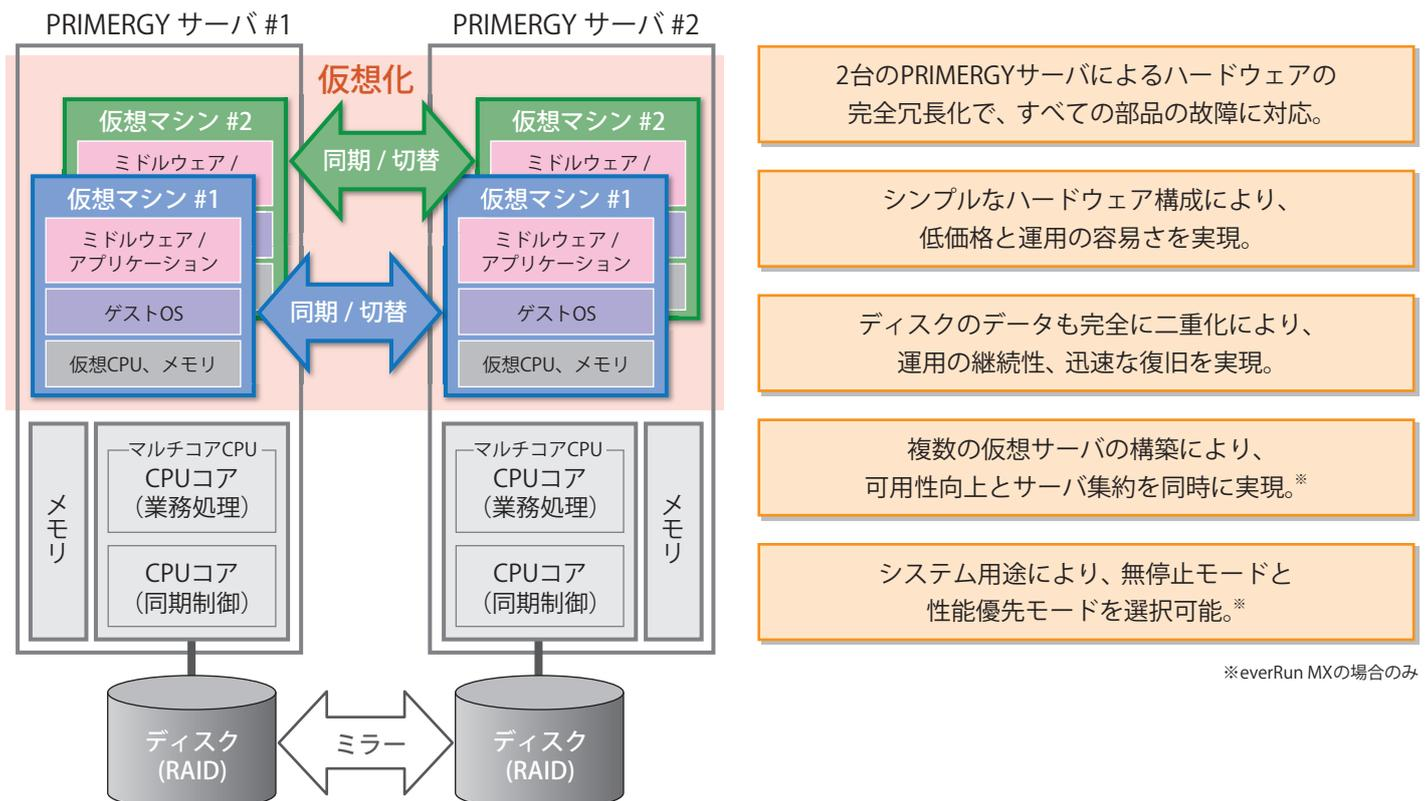 PRIMERGY サーバ #1
PRIMERGY サーバ #2
仮想化
仮想マシン #2
ミドルウェア /
仮想マシン #1
ミドルウェア /
アプリケーション
ゲストOS
仮想CPU、メモリ
同期 / 切替
同期 / 切替
仮想マシン #2
ミドルウェア /
仮想マシン #1
ミドルウェア /
アプリケーション
ゲストOS
仮想CPU、メモリ
メモリ
マルチコアCPU
CPUコア
（業務処理）
CPUコア
（同期制御）
マルチコアCPU
CPUコア
（業務処理）
CPUコア
（同期制御）
メモリ
ディスク
(RAID)
ミラー
ディスク
(RAID)
2台のPRIMERGYサーバによるハードウェアの
完全冗長化で、すべての部品の故障に対応。
シンプルなハードウェア構成により、
低価格と運用の容易さを実現。
ディスクのデータも完全に二重化により、
運用の継続性、迅速な復旧を実現。
複数の仮想サーバの構築により、
可用性向上とサーバ集約を同時に実現。※
システム用途により、無停止モードと
性能優先モードを選択可能。※
※everRun MXの場合のみ